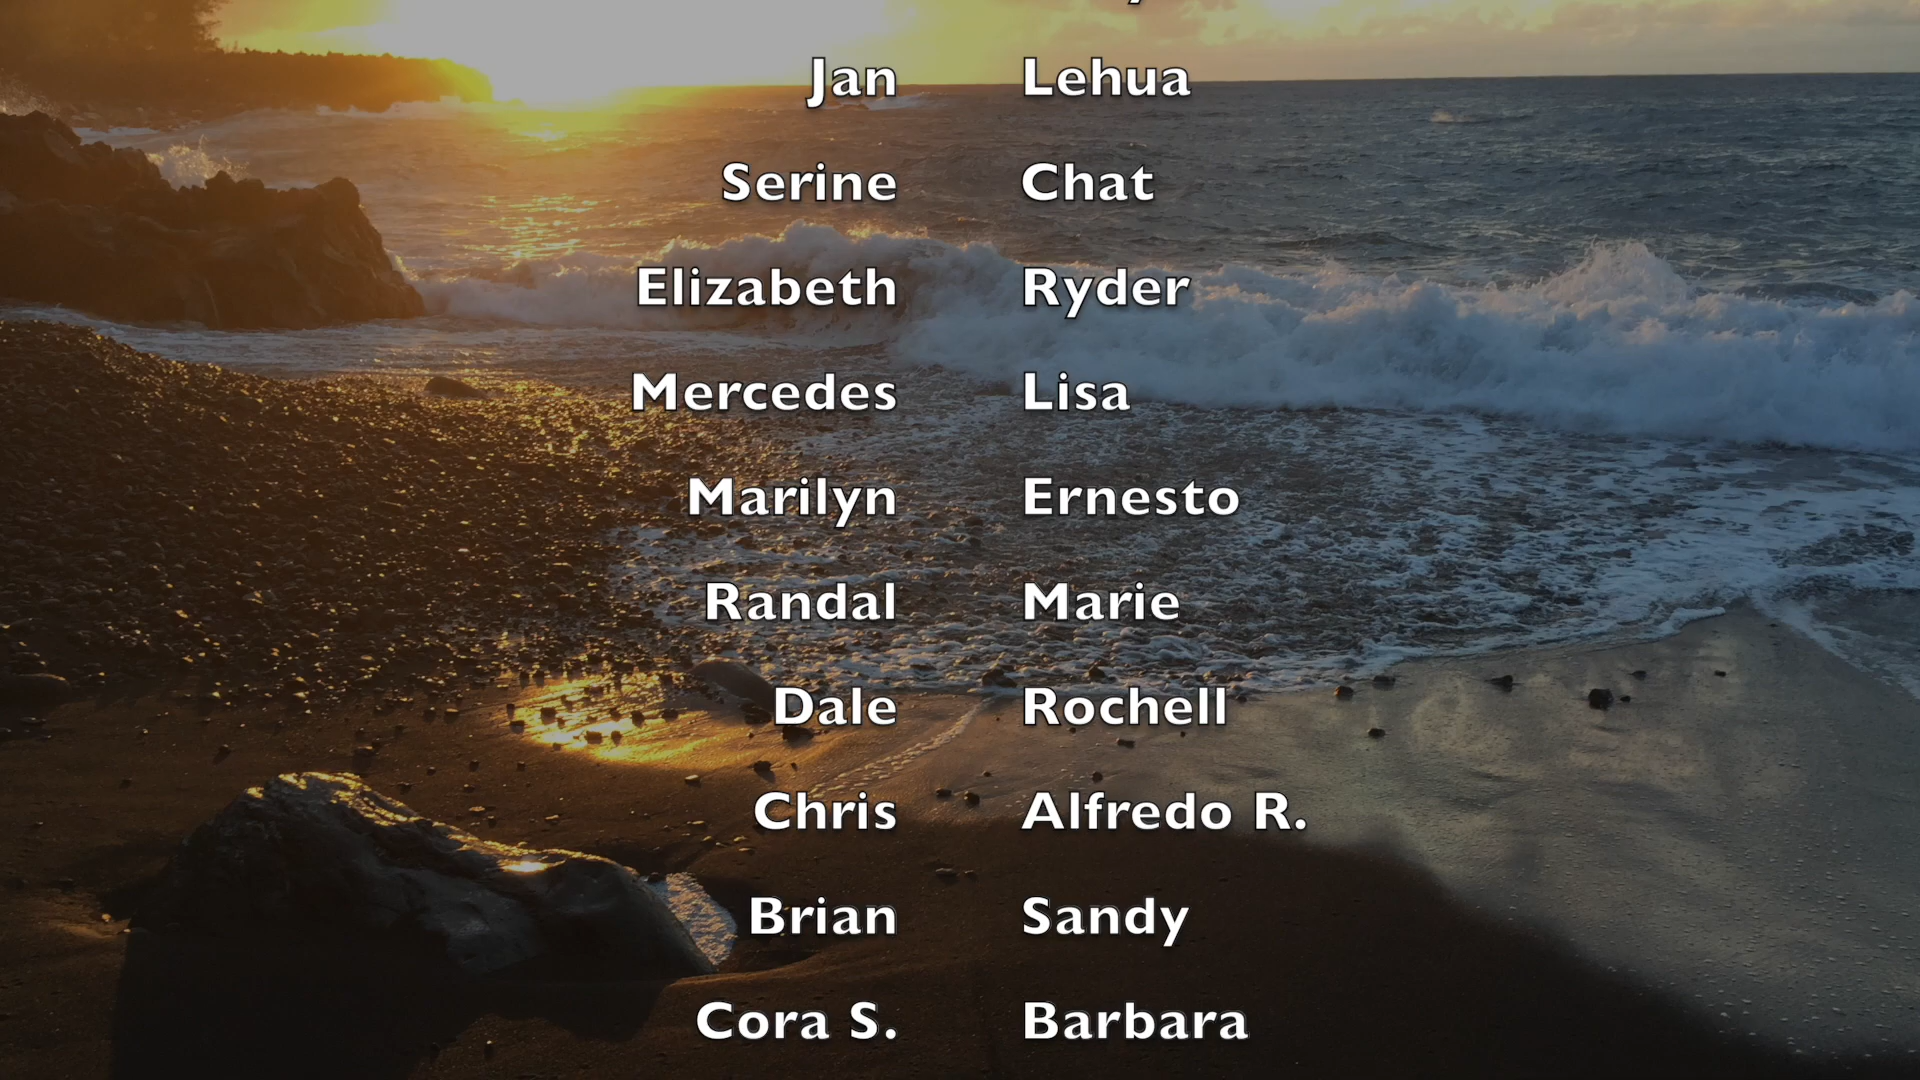 Jan Lehua
Serine Chat
Elizabeth Ryder
Mercedes Lisa
Marilyn Ernesto
Randal Marie
Dale Rochell
Chris Alfredo R.
Brian Sandy
Cora S. Barbara